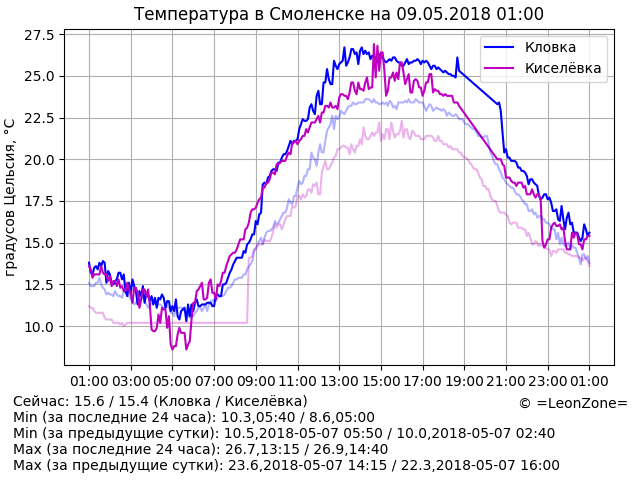 Температура в Смоленске на 09.05.2018 01:00
градусов Цельсия, °C
27.5
25.0
22.5
20.0
17.5
15.0
12.5
10.0
Кловка
Киселёвка
01:00 03:00 05:00 07:00 09:00 11:00 13:00 15:00 17:00 19:00 21:00 23:00 01:00
Сейчас: 15.6 / 15.4 (Кловка / Киселёвка)
© =LeonZone=
Min (за последние 24 часа): 10.3,05:40 / 8.6,05:00
Min (за предыдущие сутки): 10.5,2018-05-07 05:50 / 10.0,2018-05-07 02:40
Max (за последние 24 часа): 26.7,13:15 / 26.9,14:40
Max (за предыдущие сутки): 23.6,2018-05-07 14:15 / 22.3,2018-05-07 16:00